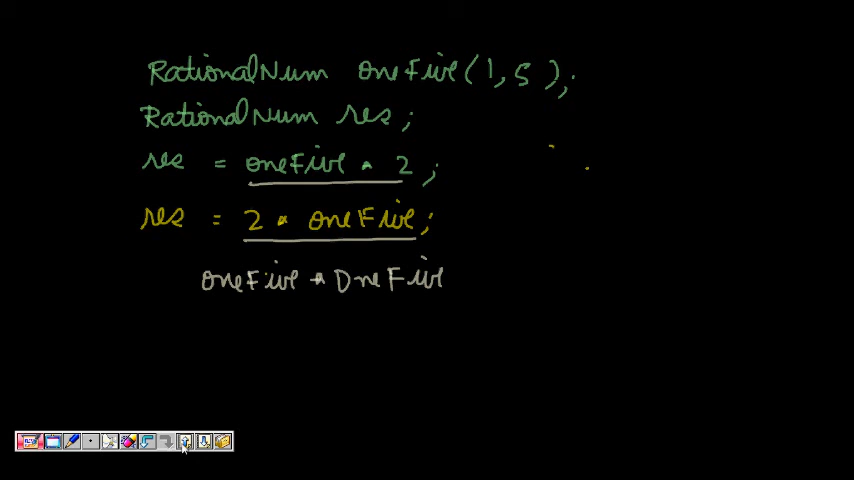 RationalNum oneFive(1,5);
RationalNum res;
res = oneFive * 2;
res = 2 * oneFive;
oneFive * OneFive